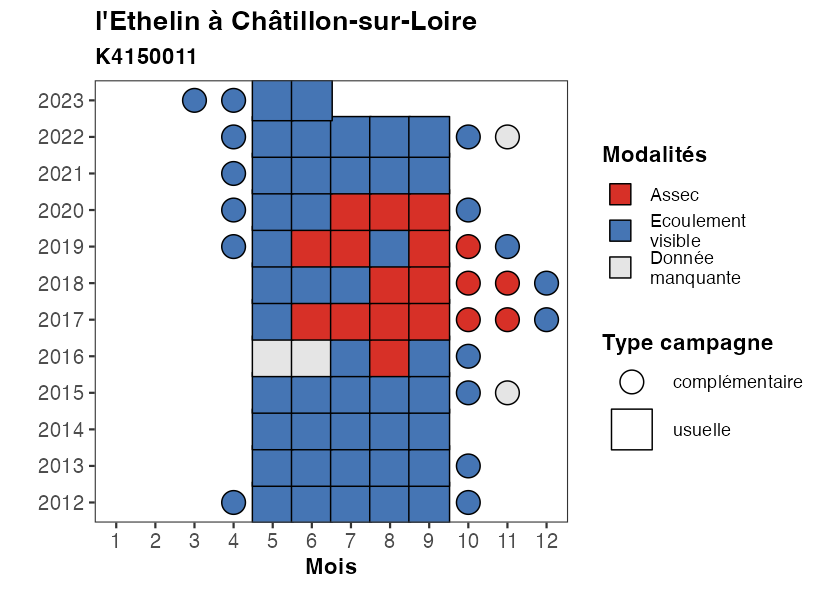 l'Ethelin à Châtillon-sur-Loire
K4150011
2023
2022
2021
2020
2019
2018
2017
2016
2015
2014
2013
2012
1 2 3 4 5 6 7 8 9 10 11 12
Mois
Modalités
Assec
Ecoulement
visible
Donnée
manquante
Type campagne
complémentaire
usuelle